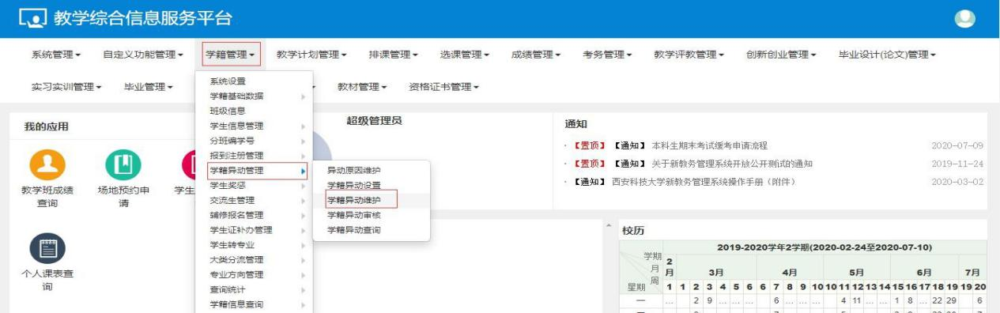 教学综合信息服务平台
系统管理 自定义功能管理 学籍管理 教学计划管理 排课管理 选课管理 成绩管理 考务管理 教学评教管理 创新创业管理 毕业设计(论文)管理
实习实训管理 毕业管理 教材管理 资格证书管理
系统设置
学籍基础数据
班级信息
学生信息管理
分班编学号
报到注册管理
学籍异动管理
学生奖惩
交流生管理
辅修报名管理
学生证补办管理
学生转专业
大类分流管理
专业方向管理
查询统计
学籍信息查询
异动原因维护
学籍异动设置
学籍异动维护
学籍异动审核
学籍异动查询
我的应用
教学班成绩
查询
场地预约申
请
学生
个人课表查
询
超级管理员
通知
·【置顶】【通知】本科生期末考试缓考申请流程 2020-07-09
·【置顶】【通知】关于新教务管理系统开放公开测试的通知 2019-11-24
·【通知】西安科技大学新教务管理系统操作手册（附件） 2020-03-02
校历
2019-2020学年2学期(2020-02-24至2020-07-10)
学期
月
周
星期
2月 3月 4月 5月 6月 7月
1 1 2 3 4 5 6 6 7 8 9 10 10 11 12 13 14 15 16 17 18 19 19 20
一 ... 2 9 ... ... ... 6 ... ... ... 4 11 ... ... 1 8 ... 22 29 6